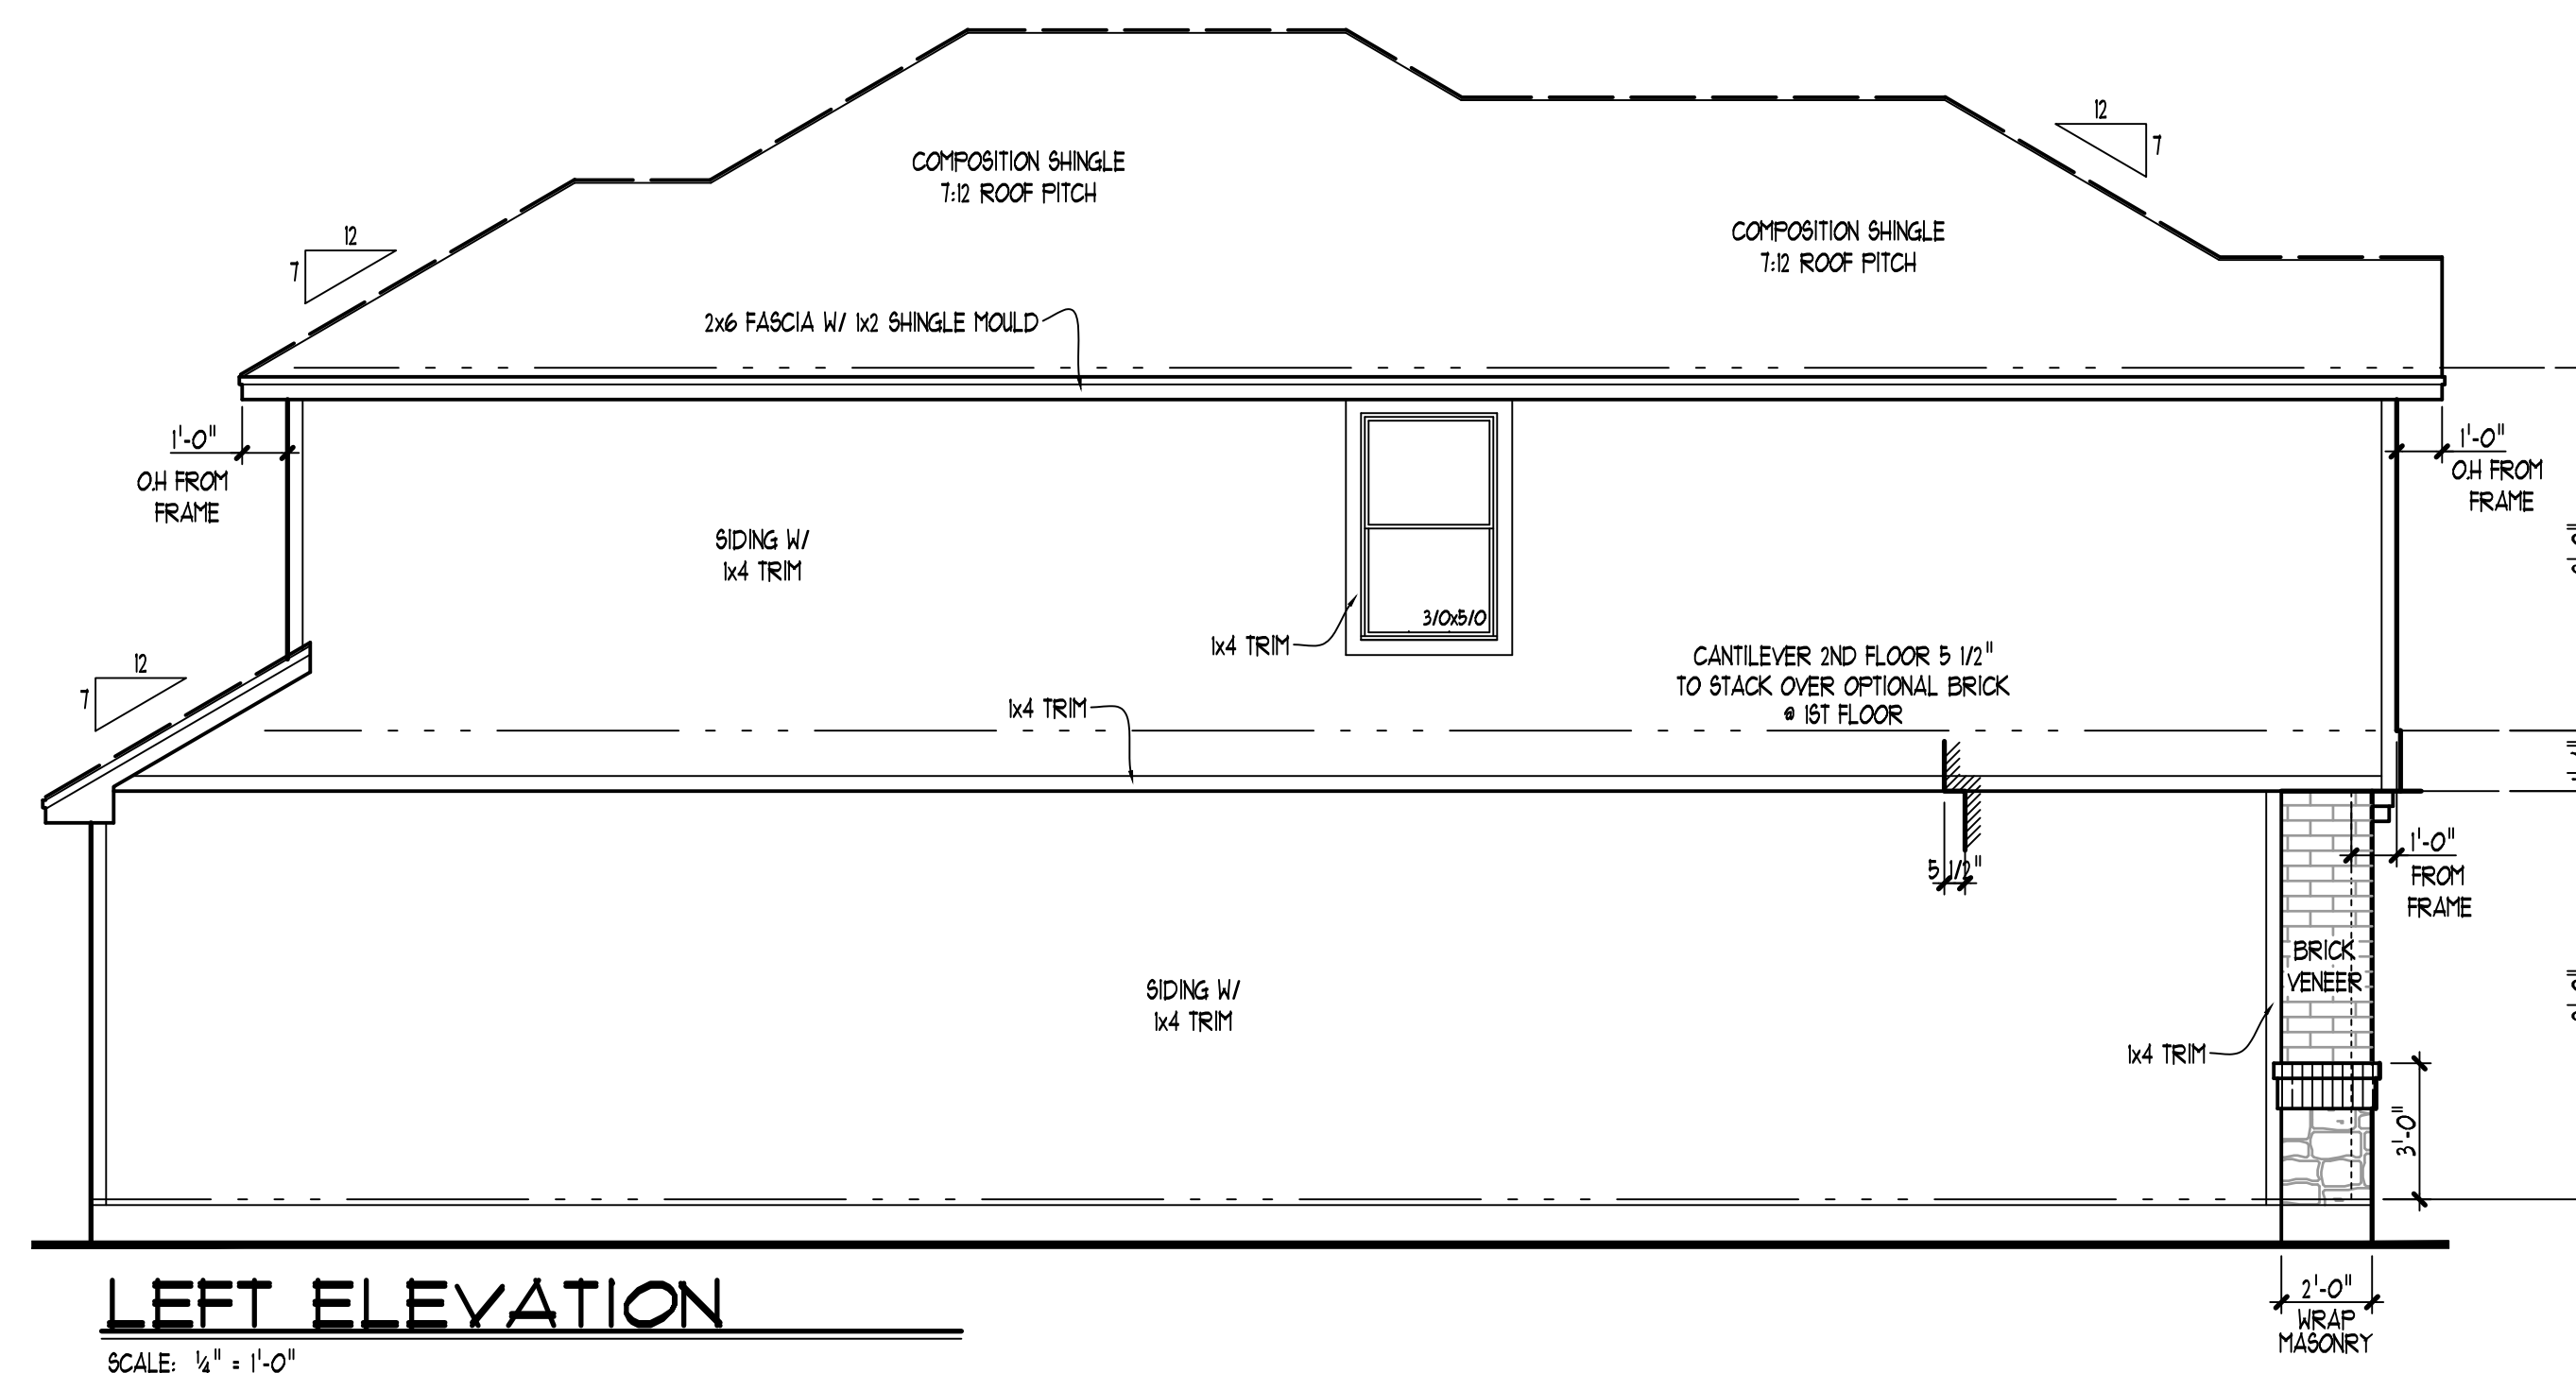 12
7
COMPOSITION SHINGLE
7:12 ROOF PITCH
12
7
COMPOSITION SHINGLE
7:12 ROOF PITCH
2x6 FASCIA W/ 1x2 SHINGLE MOULD
1'-0"
O.H FROM
FRAME
1'-0"
O.H FROM
FRAME
SIDING W/
1x4 TRIM
3/0x5/0
1x4 TRIM
12
7
CANTILEVER 2ND FLOOR 5 1/2"
TO STACK OVER OPTIONAL BRICK
@ 1ST FLOOR
1x4 TRIM
5 1/2"
1'-0"
FROM
FRAME
BRICK
VENEER
SIDING W/
1x4 TRIM
1x4 TRIM
3'-0"
2'-0"
WRAP
MASONRY
LEFT ELEVATION
SCALE: ¼" = 1'-0"